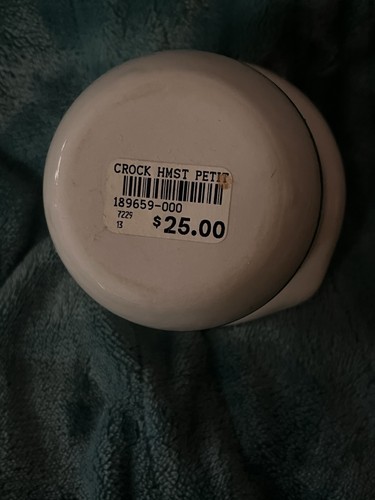 CROCK HMST PETIT
189659-000
7229
13
$25.00